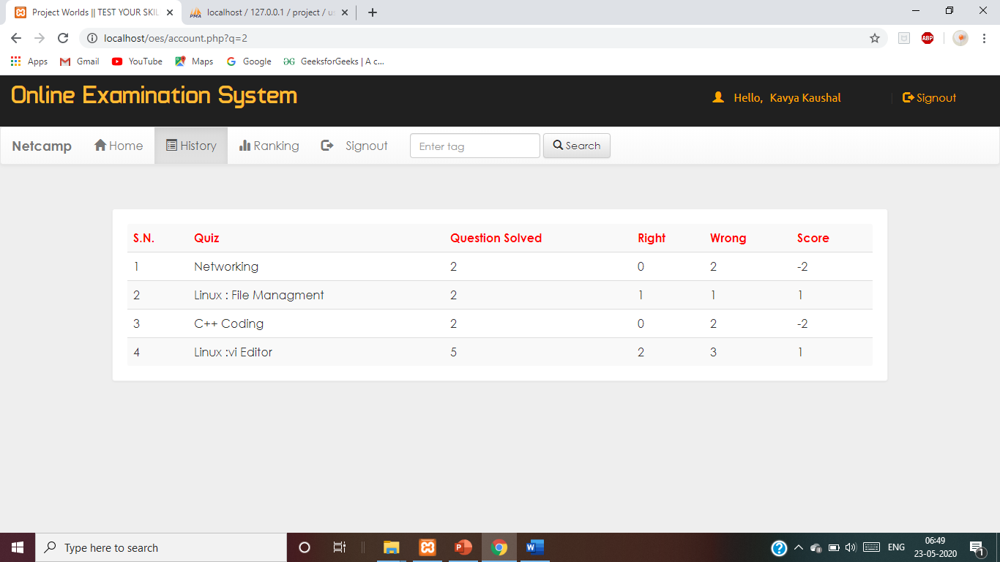 Project Worlds || TEST YOUR SKIL
localhost / 127.0.0.1 / project / us
localhost/oes/account.php?q=2
ABP
Apps Gmail YouTube Maps Google GeeksforGeeks | A c...
Online Examination System
Hello, Kavya Kaushal
Signout
Netcamp Home History Ranking Signout Enter tag Search
S.N. Quiz Question Solved Right Wrong Score
1 Networking 2 0 2 -2
2 Linux : File Managment 2 1 1 1
3 C++ Coding 2 0 2 -2
4 Linux :vi Editor 5 2 3 1
Type here to search
ENG
06:49
23-05-2020
1